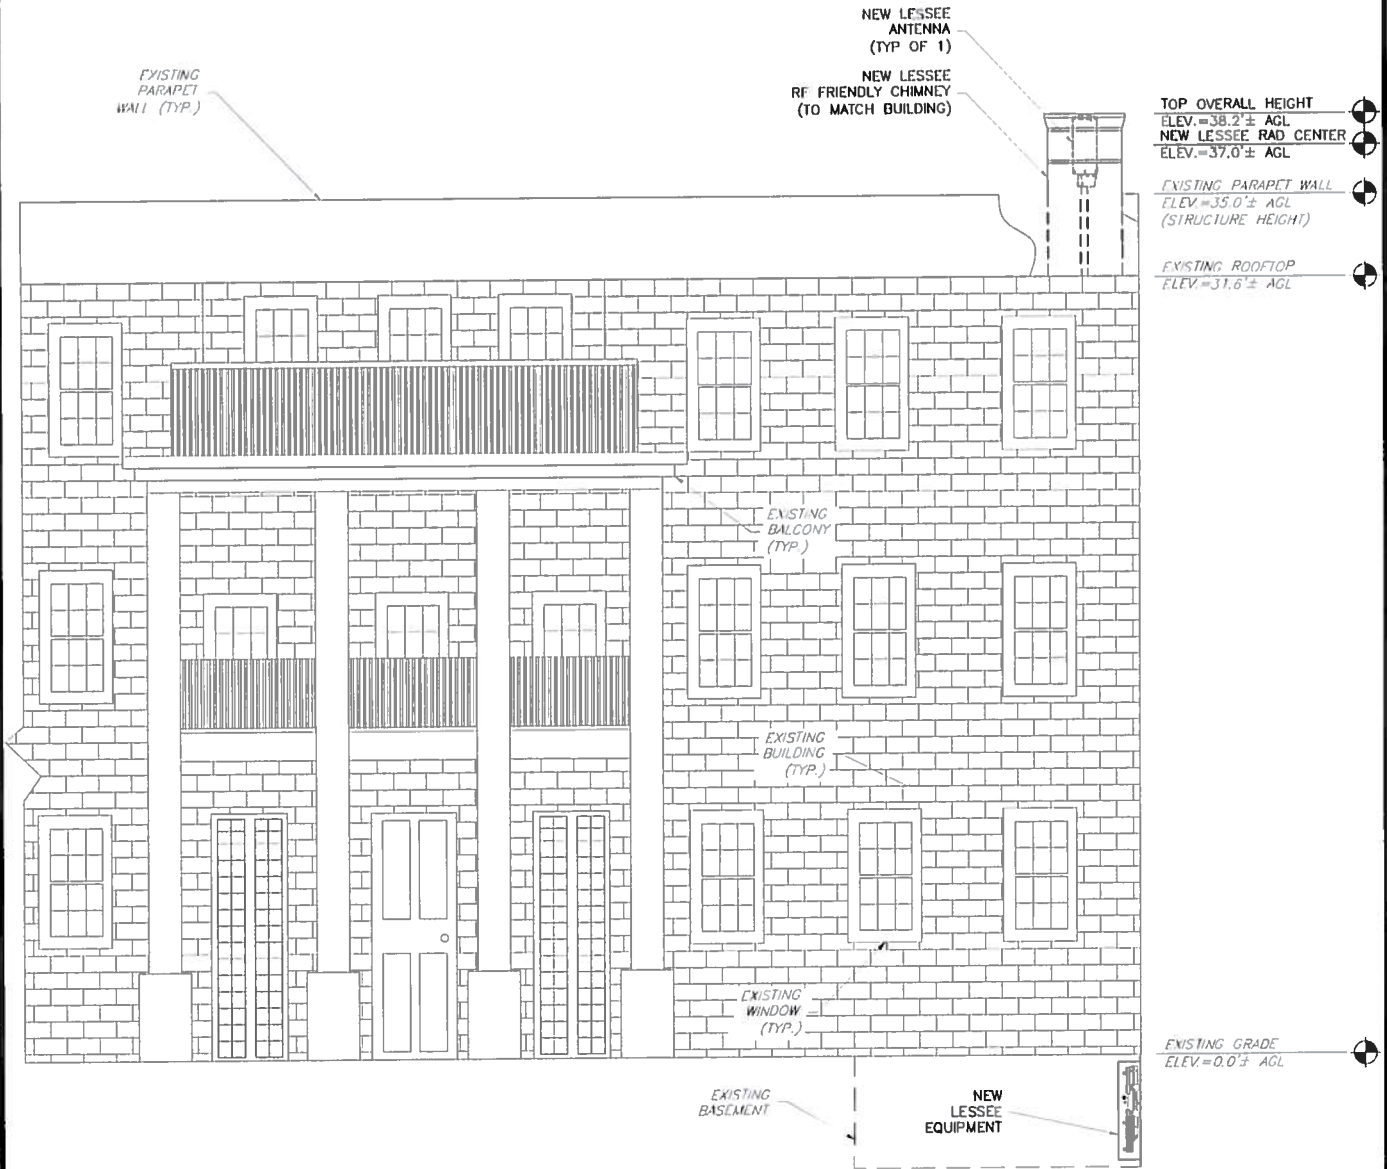 NEW LESSEE
ANTENNA
(TYP OF 1)
EXISTING
PARAPET
WALL (TYP.)
NEW LESSEE
RF FRIENDLY CHIMNEY
(TO MATCH BUILDING)
TOP OVERALL HEIGHT
ELEV.=38.2'± AGL
NEW LESSEE RAD CENTER
ELEV.=37.0'± AGL
EXISTING PARAPET WALL
ELEV.=35.0'± AGL
(STRUCTURE HEIGHT)
EXISTING ROOFTOP
ELEV.=31.6'± AGL
EXISTING
BALCONY
(TYP.)
EXISTING
BUILDING
(TYP.)
EXISTING
WINDOW
(TYP.)
EXISTING GRADE
ELEV.=0.0'± AGL
EXISTING
BASEMENT
NEW
LESSEE
EQUIPMENT